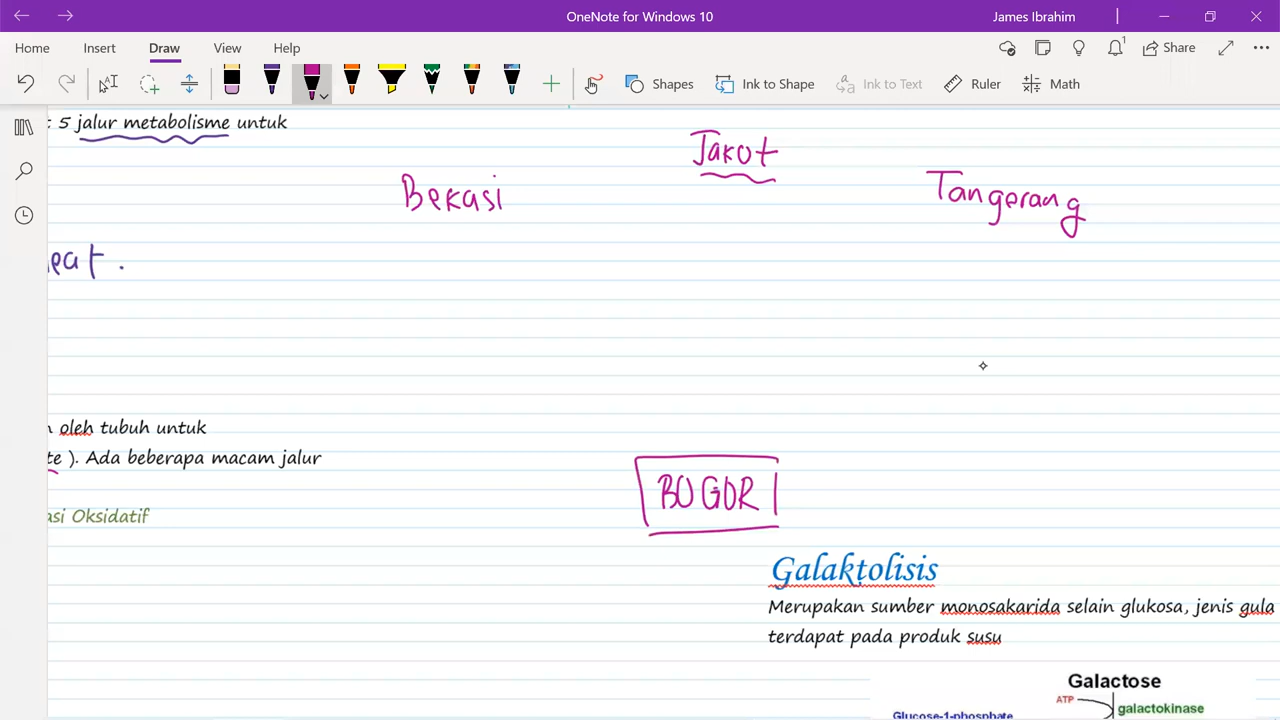 OneNote for Windows 10
James Ibrahim
Home Insert Draw View Help
Share
Shapes Ink to Shape Ink to Text Ruler Math
5 jalur metabolisme untuk
Jakot
Bekasi
Tangerang
eat.
oleh tubuh untuk
te ). Ada beberapa macam jalur
BOGOR
asi Oksidatif
Galaktolisis
Merupakan sumber monosakarida selain glukosa, jenis gula
terdapat pada produk susu
Galactose
ATP
galactokinase
Glucose-1-phosphate